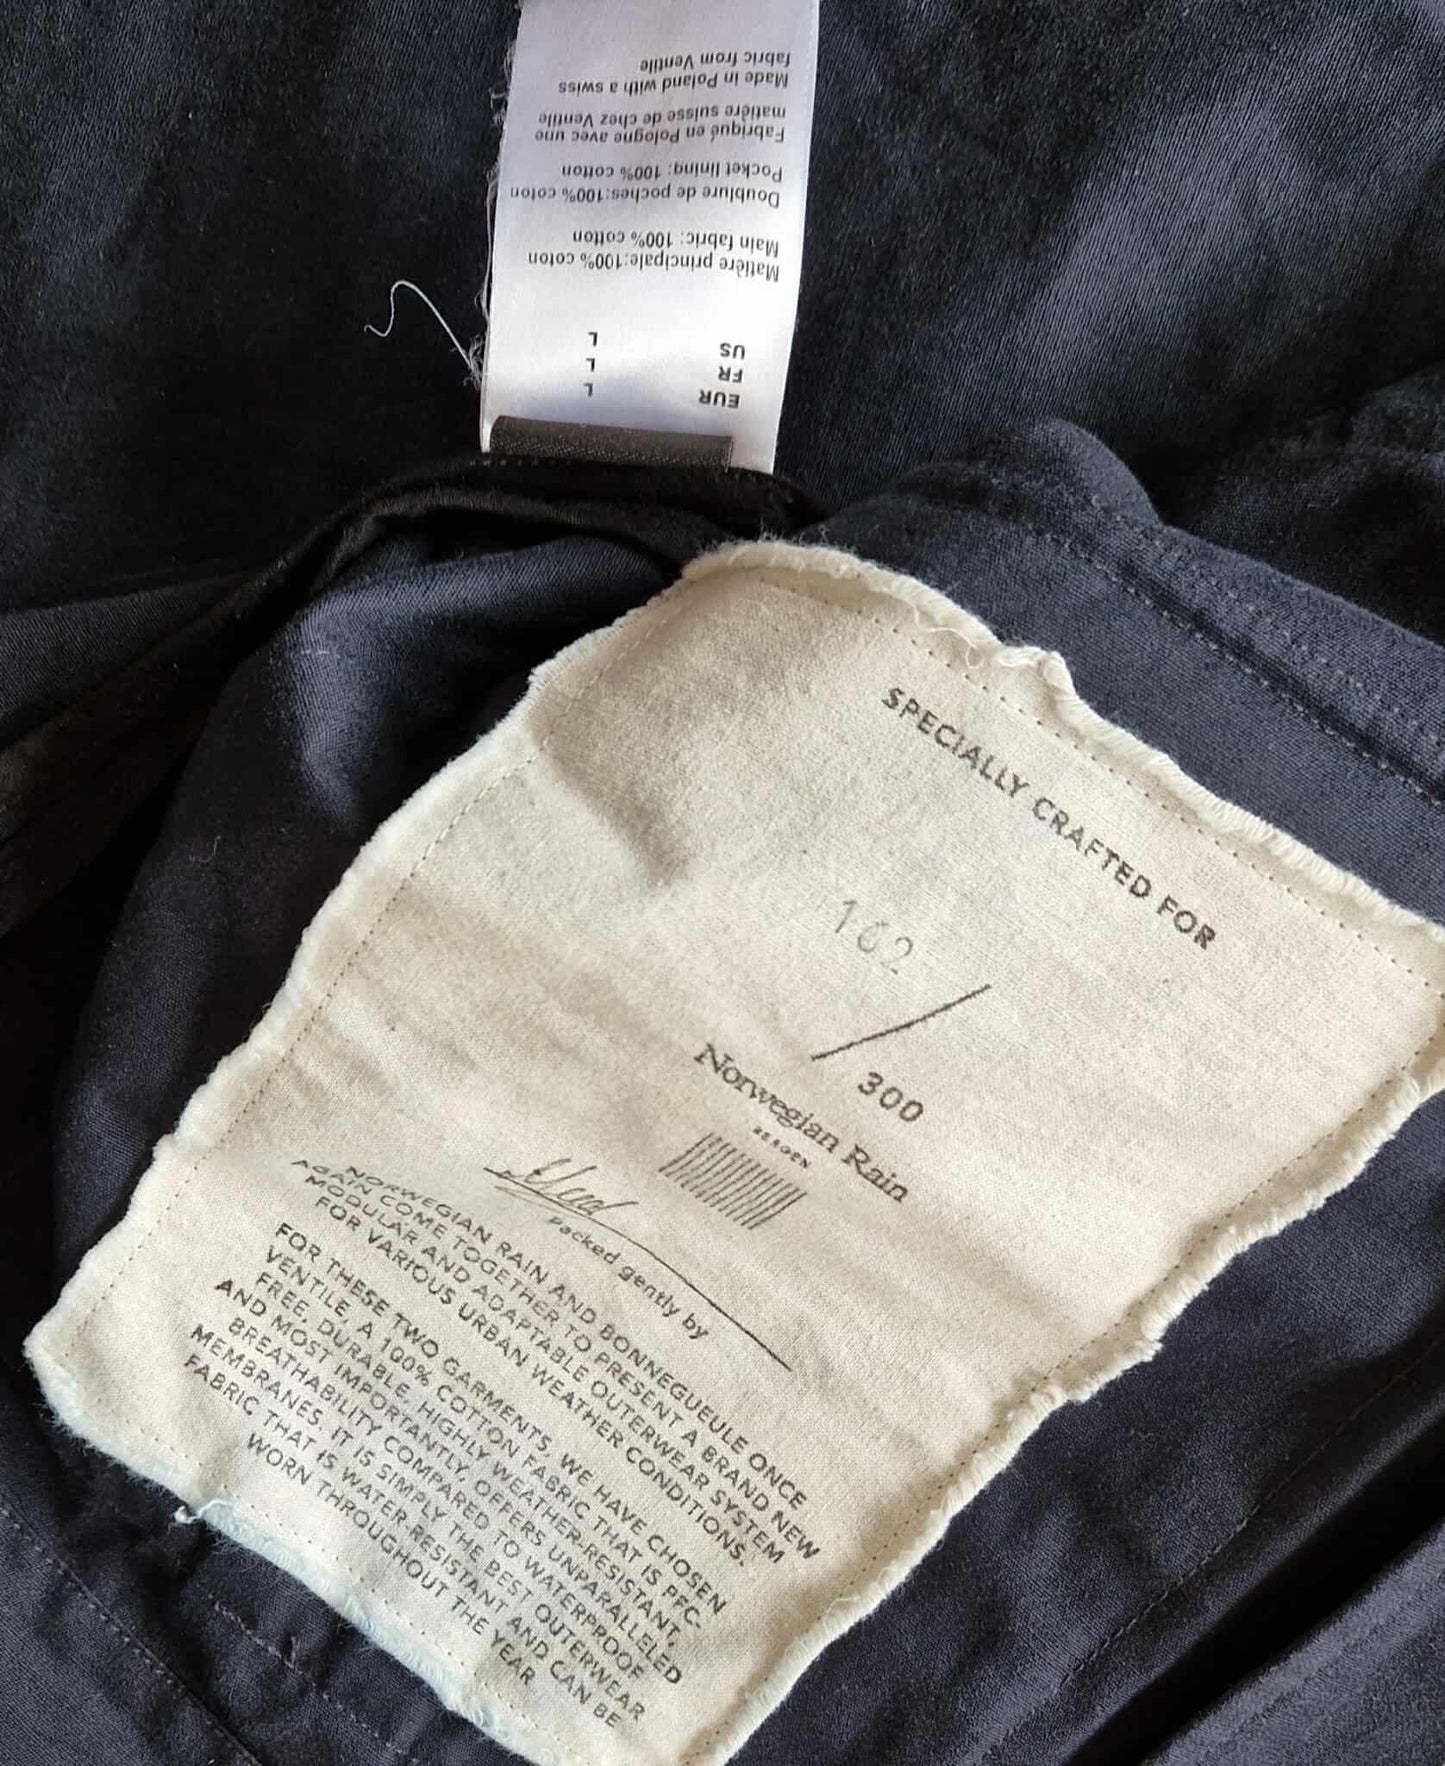 EUR L
FR L
US L
Matière principale:100% coton
Main fabric: 100% cotton
Doublure de poches:100% coton
Pocket lining: 100% cotton
Fabriqué en Pologne avec une
matière suisse de chez Ventile
Made in Poland with a swiss
fabric from Ventile
SPECIALLY CRAFTED FOR
162
/
300
Norwegian Rain
BERGEN
Packed gently by
NORWEGIAN RAIN AND BONNEGUEULE ONCE
AGAIN COME TOGETHER TO PRESENT A BRAND NEW
MODULAR AND ADAPTABLE OUTERWEAR SYSTEM
FOR VARIOUS URBAN WEATHER CONDITIONS.
FOR THESE TWO GARMENTS, WE HAVE CHOSEN
VENTILE, A 100% COTTON FABRIC THAT IS PFC-
FREE, DURABLE, HIGHLY WEATHER-RESISTANT,
AND MOST IMPORTANTLY, OFFERS UNPARALLELED
BREATHABILITY COMPARED TO WATERPROOF
MEMBRANES. IT IS SIMPLY THE BEST OUTERWEAR
FABRIC THAT IS WATER-RESISTANT AND CAN BE
WORN THROUGHOUT THE YEAR